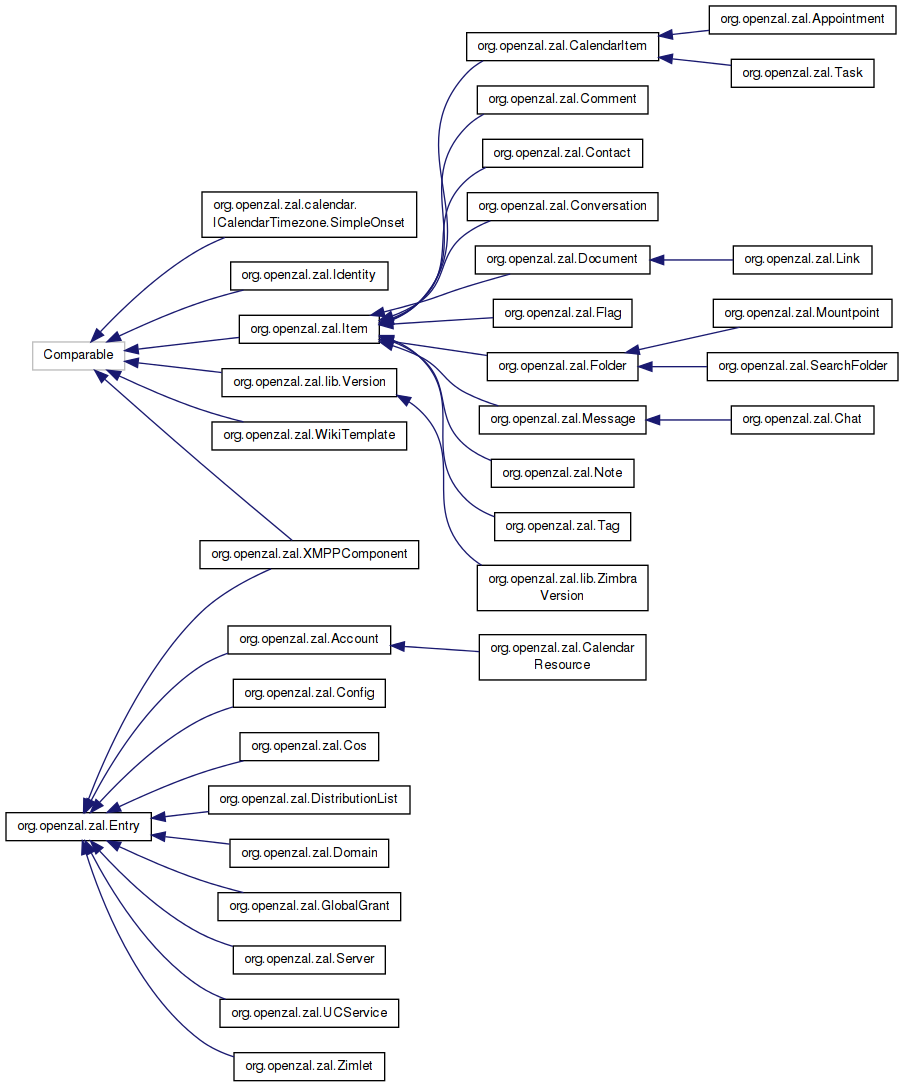 org.openzal.zal.Appointment
org.openzal.zal.CalendarItem
org.openzal.zal.Task
org.openzal.zal.Comment
org.openzal.zal.Contact
org.openzal.zal.calendar.
ICalendarTimezone.SimpleOnset
org.openzal.zal.Conversation
org.openzal.zal.Document
org.openzal.zal.Link
org.openzal.zal.Identity
org.openzal.zal.Flag
org.openzal.zal.Mountpoint
org.openzal.zal.Item
Comparable
org.openzal.zal.Folder
org.openzal.zal.SearchFolder
org.openzal.zal.lib.Version
org.openzal.zal.Message
org.openzal.zal.Chat
org.openzal.zal.WikiTemplate
org.openzal.zal.Note
org.openzal.zal.Tag
org.openzal.zal.XMPPComponent
org.openzal.zal.lib.Zimbra
Version
org.openzal.zal.Account
org.openzal.zal.Calendar
Resource
org.openzal.zal.Config
org.openzal.zal.Cos
org.openzal.zal.DistributionList
org.openzal.zal.Entry
org.openzal.zal.Domain
org.openzal.zal.GlobalGrant
org.openzal.zal.Server
org.openzal.zal.UCService
org.openzal.zal.Zimlet